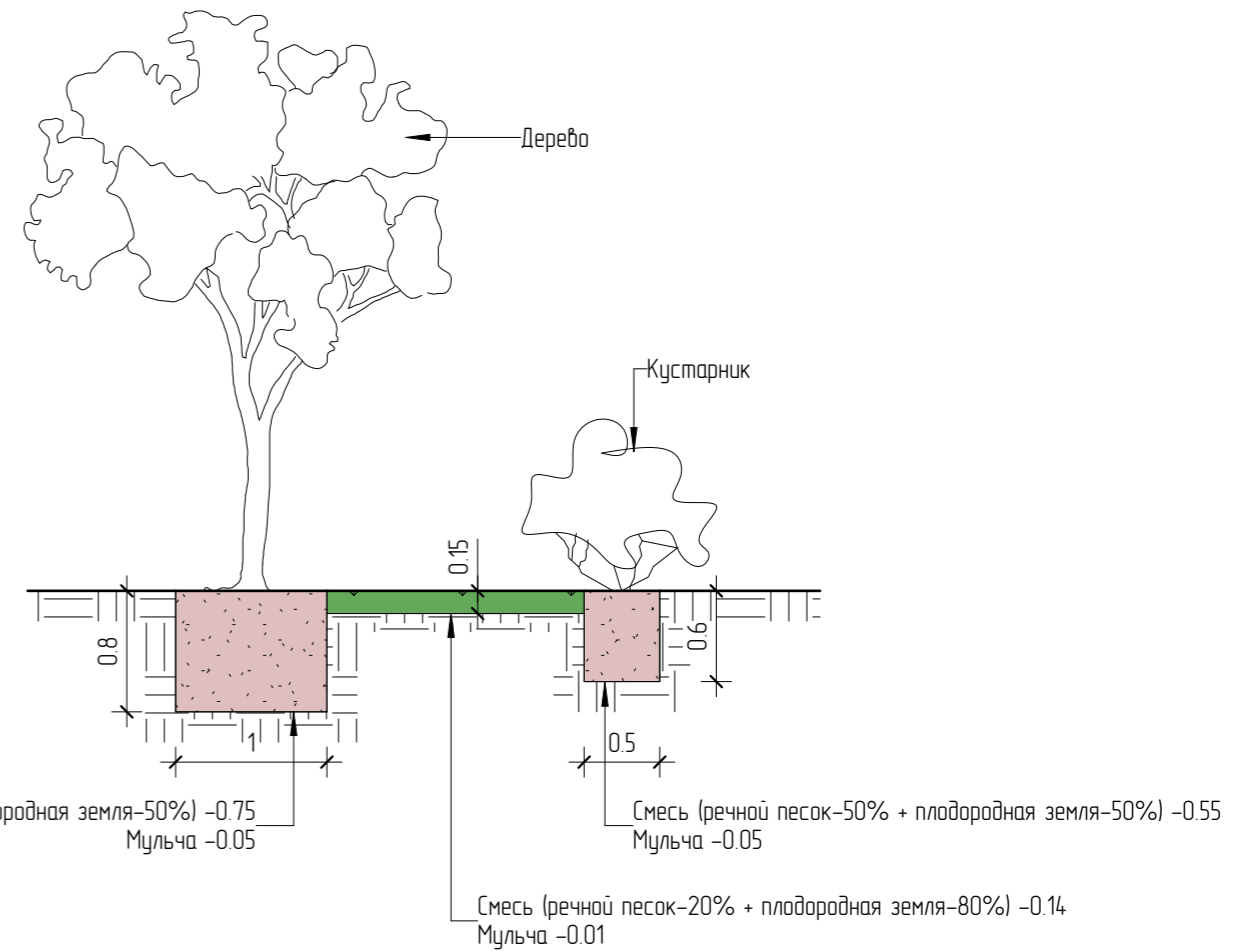 Дерево
Кустарник
0.15
0.8
0.6
1
0.5
земля-50%) -0.75
Мульча -0.05
Смесь (речной песок-50% + плодородная земля-50%) -0.55
Мульча -0.05
Смесь (речной песок-20% + плодородная земля-80%) -0.14
Мульча -0.01